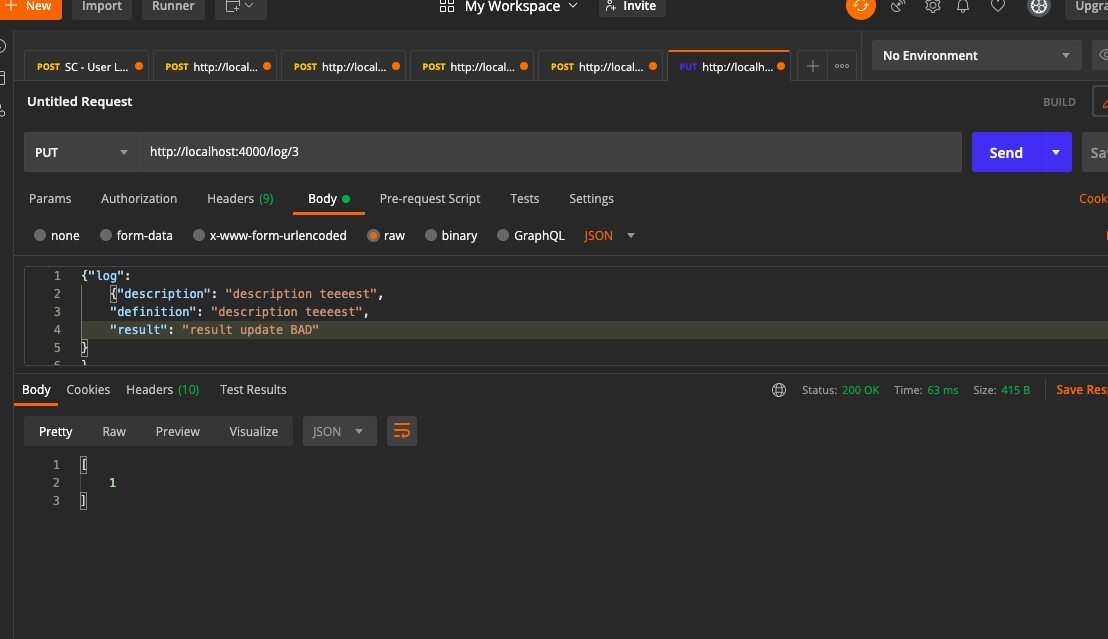 + New Import Runner My Workspace Invite Upgra
POST SC - User L... POST http://local... POST http://local... POST http://local... POST http://local... PUT http://localh... + ooo No Environment
Untitled Request BUILD
PUT http://localhost:4000/log/3 Send Sa
Params Authorization Headers (9) Body Pre-request Script Tests Settings Cook
none form-data x-www-form-urlencoded raw binary GraphQL JSON
1 {"log":
2 {"description": "description teeeest",
3 "definition": "description teeeest",
4 "result": "result update BAD"
5 }
6 }
Body Cookies Headers (10) Test Results Status: 200 OK Time: 63 ms Size: 415 B Save Resp
Pretty Raw Preview Visualize JSON
1 [
2 1
3 ]